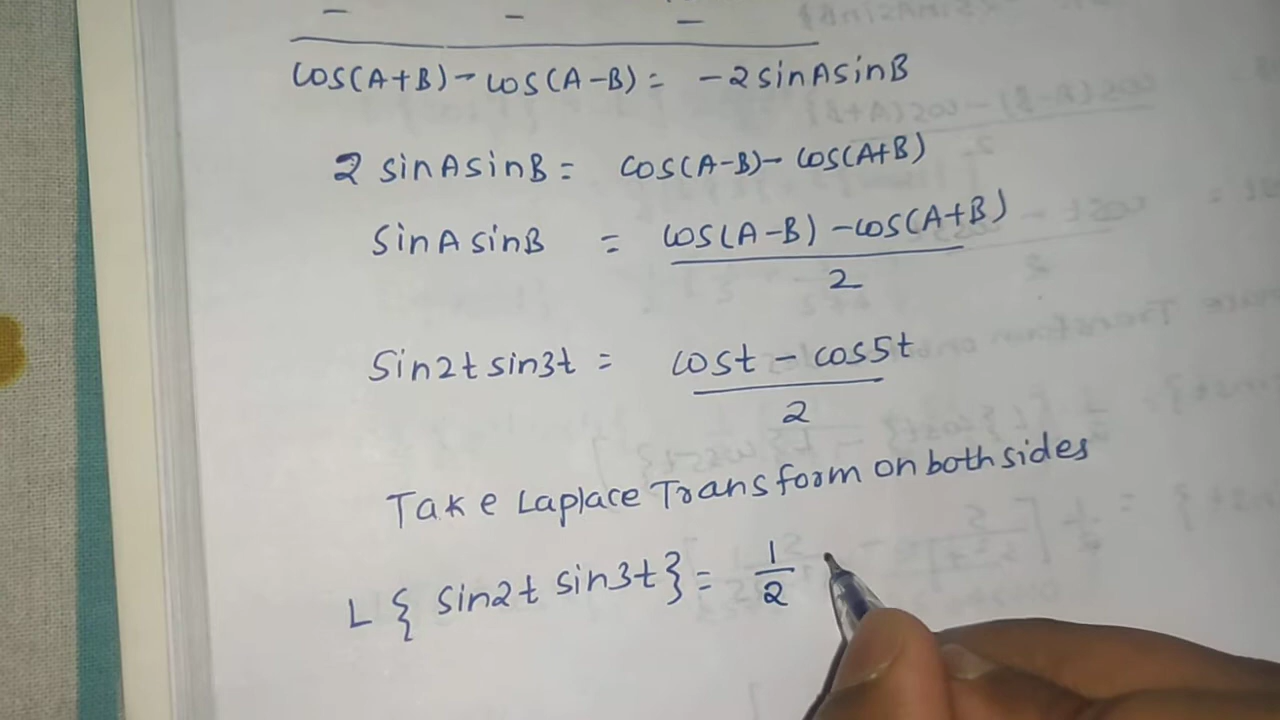 cos(A+B) - cos(A-B) = -2sinAsinB
2 sinAsinB = cos(A-B) - cos(A+B)
sinA sinB = cos(A-B) - cos(A+B)
2
Sin2t sin3t = cost - cos5t
2
Take Laplace Transform on both sides
L { sin2t sin3t } = 1/2